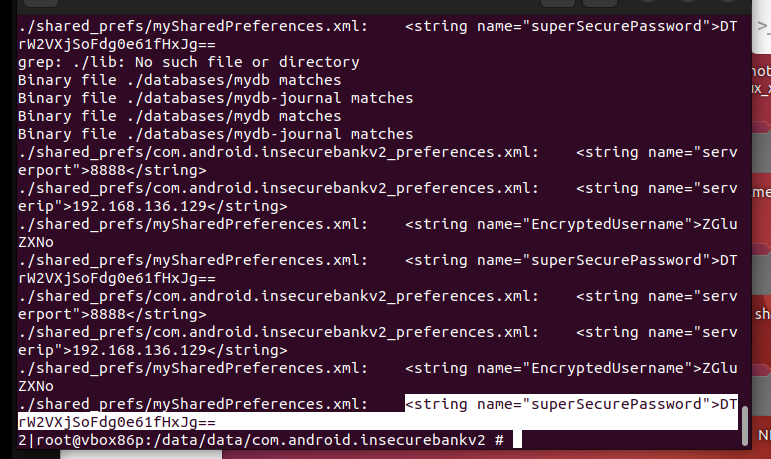 ./shared_prefs/mySharedPreferences.xml:    <string name="superSecurePassword">DT
rW2VXjSoFdg0e61fHxJg==
grep: ./lib: No such file or directory
Binary file ./databases/mydb matches
Binary file ./databases/mydb-journal matches
Binary file ./databases/mydb matches
Binary file ./databases/mydb-journal matches
./shared_prefs/com.android.insecurebankv2_preferences.xml:    <string name="serv
erport">8888</string>
./shared_prefs/com.android.insecurebankv2_preferences.xml:    <string name="serv
erip">192.168.136.129</string>
./shared_prefs/mySharedPreferences.xml:    <string name="EncryptedUsername">ZGlu
ZXNo
./shared_prefs/mySharedPreferences.xml:    <string name="superSecurePassword">DT
rW2VXjSoFdg0e61fHxJg==
./shared_prefs/com.android.insecurebankv2_preferences.xml:    <string name="serv
erport">8888</string>
./shared_prefs/com.android.insecurebankv2_preferences.xml:    <string name="serv
erip">192.168.136.129</string>
./shared_prefs/mySharedPreferences.xml:    <string name="EncryptedUsername">ZGlu
ZXNo
./shared_prefs/mySharedPreferences.xml:    <string name="superSecurePassword">DT
rW2VXjSoFdg0e61fHxJg==
2|root@vbox86p:/data/data/com.android.insecurebankv2 #